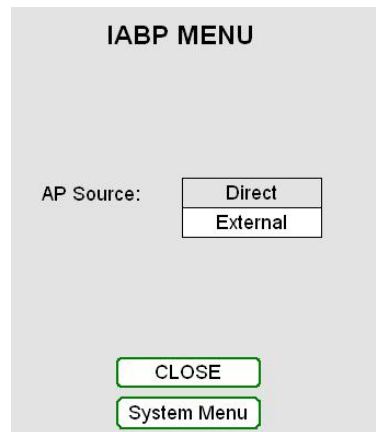 IABP MENU
AP Source: Direct
External
CLOSE
System Menu